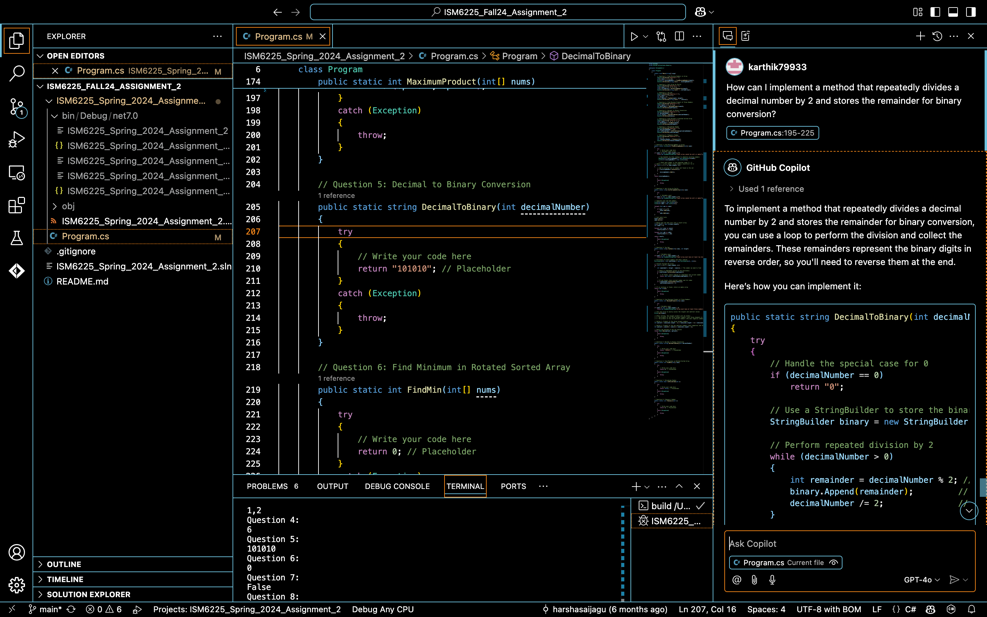 ISM6225_Fall24_Assignment_2
EXPLORER
OPEN EDITORS
Program.cs ISM6225_Spring_2... M
ISM6225_FALL24_ASSIGNMENT_2
ISM6225_Spring_2024_Assignme...
bin/Debug/net7.0
ISM6225_Spring_2024_Assignment_2
{} ISM6225_Spring_2024_Assignment_...
ISM6225_Spring_2024_Assignment_...
ISM6225_Spring_2024_Assignment_...
{} ISM6225_Spring_2024_Assignment_...
obj
ISM6225_Spring_2024_Assignment_2....
Program.cs M
.gitignore
ISM6225_Spring_2024_Assignment_2.sln
README.md
OUTLINE
TIMELINE
SOLUTION EXPLORER
Program.cs M
ISM6225_Spring_2024_Assignment_2 > Program.cs > Program > DecimalToBinary
6 class Program
174 public static int MaximumProduct(int[] nums)
197 }
198 catch (Exception)
199 {
200 throw;
201 }
202 }
203
204 // Question 5: Decimal to Binary Conversion
1 reference
205 public static string DecimalToBinary(int decimalNumber)
206 {
207 try
208 {
209 // Write your code here
210 return "101010"; // Placeholder
211 }
212 catch (Exception)
213 {
214 throw;
215 }
216 }
217
218 // Question 6: Find Minimum in Rotated Sorted Array
1 reference
219 public static int FindMin(int[] nums)
220 {
221 try
222 {
223 // Write your code here
224 return 0; // Placeholder
225 }
PROBLEMS 6 OUTPUT DEBUG CONSOLE TERMINAL PORTS
1,2
Question 4:
6
Question 5:
101010
Question 6:
0
Question 7:
False
Question 8:
build /U...
ISM6225_...
karthik79933
How can I implement a method that repeatedly divides a
decimal number by 2 and stores the remainder for binary
conversion?
Program.cs:195-225
GitHub Copilot
Used 1 reference
To implement a method that repeatedly divides a decimal
number by 2 and stores the remainder for binary conversion,
you can use a loop to perform the division and collect the
remainders. These remainders represent the binary digits in
reverse order, so you'll need to reverse them at the end.
Here's how you can implement it:
public static string DecimalToBinary(int decimal
{
try
{
// Handle the special case for 0
if (decimalNumber == 0)
return "0";
// Use a StringBuilder to store the bina
StringBuilder binary = new StringBuilder
// Perform repeated division by 2
while (decimalNumber > 0)
{
int remainder = decimalNumber % 2; /
binary.Append(remainder); //
decimalNumber /= 2; /
}
Ask Copilot
Program.cs Current file
GPT-4o
main* 0 6 Projects: ISM6225_Spring_2024_Assignment_2 Debug Any CPU harshasaijagu (6 months ago) Ln 207, Col 16 Spaces: 4 UTF-8 with BOM LF {} C#